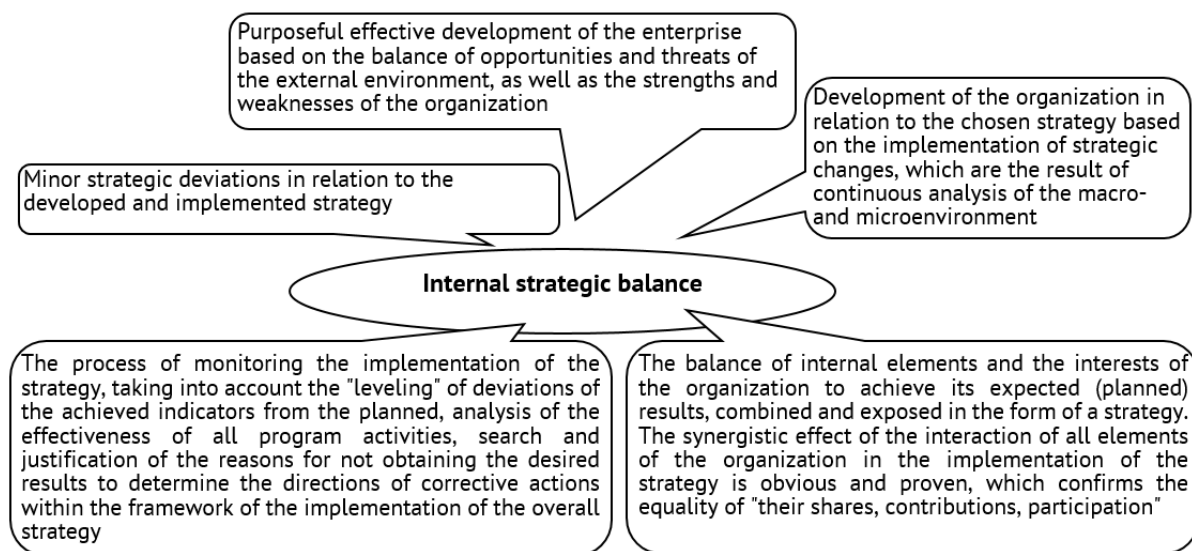 Purposeful effective development of the enterprise
based on the balance of opportunities and threats
of the external environment, as well as the strengths and
weaknesses of the organization
Development of the organization in
relation to the chosen strategy based
on the implementation of strategic
changes, which are the result of
continuous analysis of the macro-
and microenvironment
Minor strategic deviations in relation to the
developed and implemented strategy
Internal strategic balance
The process of monitoring the implementation of the
strategy, taking into account the "leveling" of deviations of
the achieved indicators from the planned, analysis of the
effectiveness of all program activities, search and
justification of the reasons for not obtaining the desired
results to determine the directions of corrective actions
within the framework of the implementation of the overall
strategy
The balance of internal elements and the interests of
the organization to achieve its expected (planned)
results, combined and exposed in the form of a strategy.
The synergistic effect of the interaction of all elements
of the organization in the implementation of the
strategy is obvious and proven, which confirms the
equality of "their shares, contributions, participation"